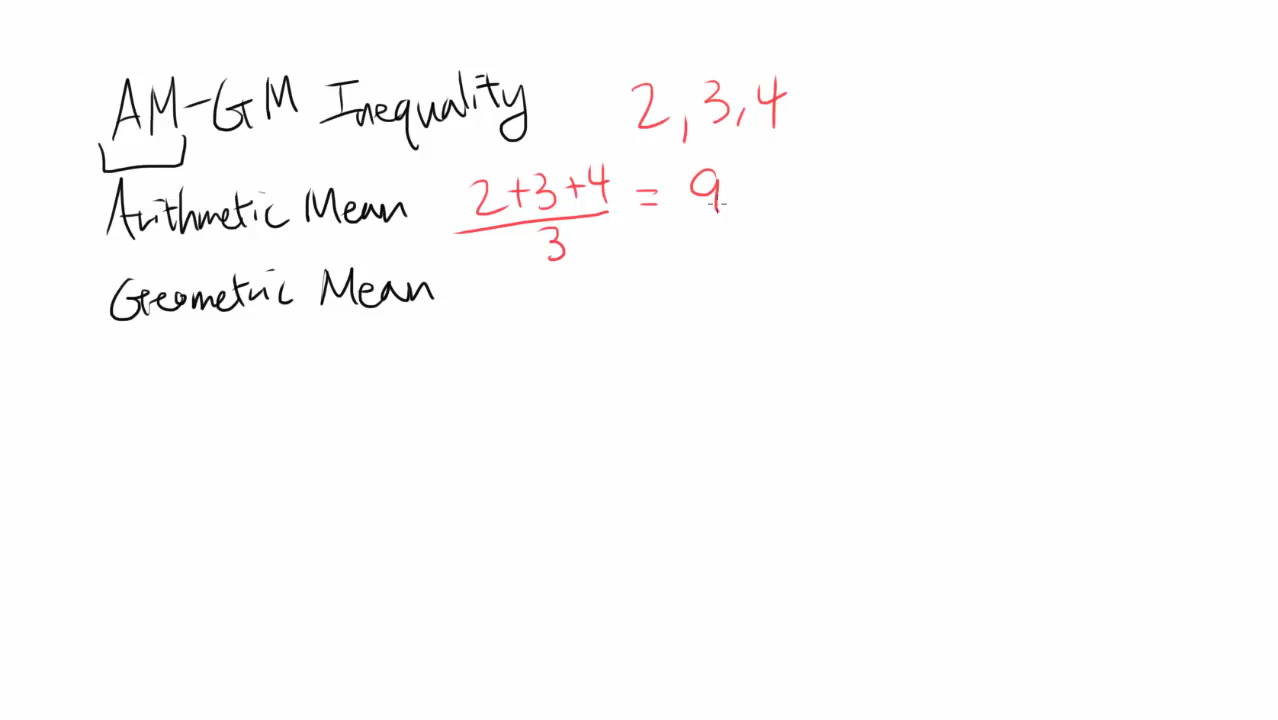 AM-GM Inequality 2, 3, 4
Arithmetic Mean 2+3+4 = 9
3
Geometric Mean